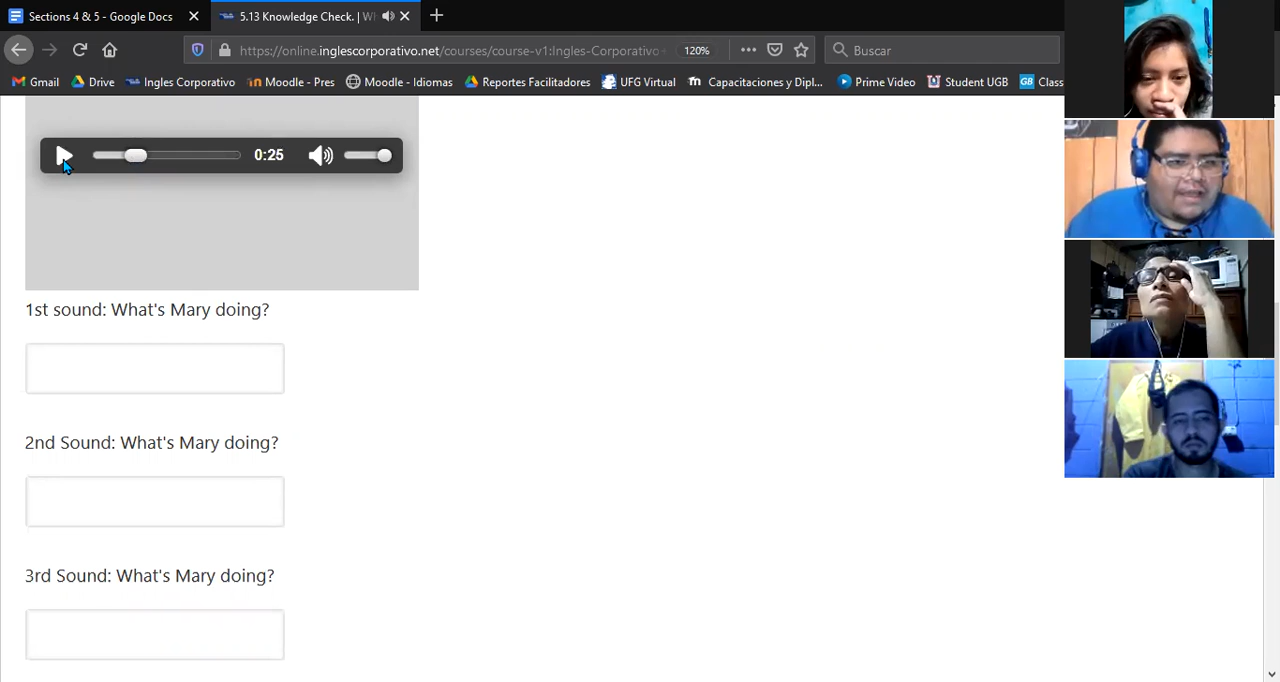 Sections 4 & 5 - Google Docs
5.13 Knowledge Check. | W
https://online.inglescorporativo.net/courses/course-v1:Ingles-Corporativo
120%
Buscar
Gmail
Drive
Ingles Corporativo
Moodle - Pres
Moodle - Idiomas
Reportes Facilitadores
UFG Virtual
Capacitaciones y Dipl...
Prime Video
Student UGB
GB
Class
0:25
1st sound: What's Mary doing?
2nd Sound: What's Mary doing?
3rd Sound: What's Mary doing?